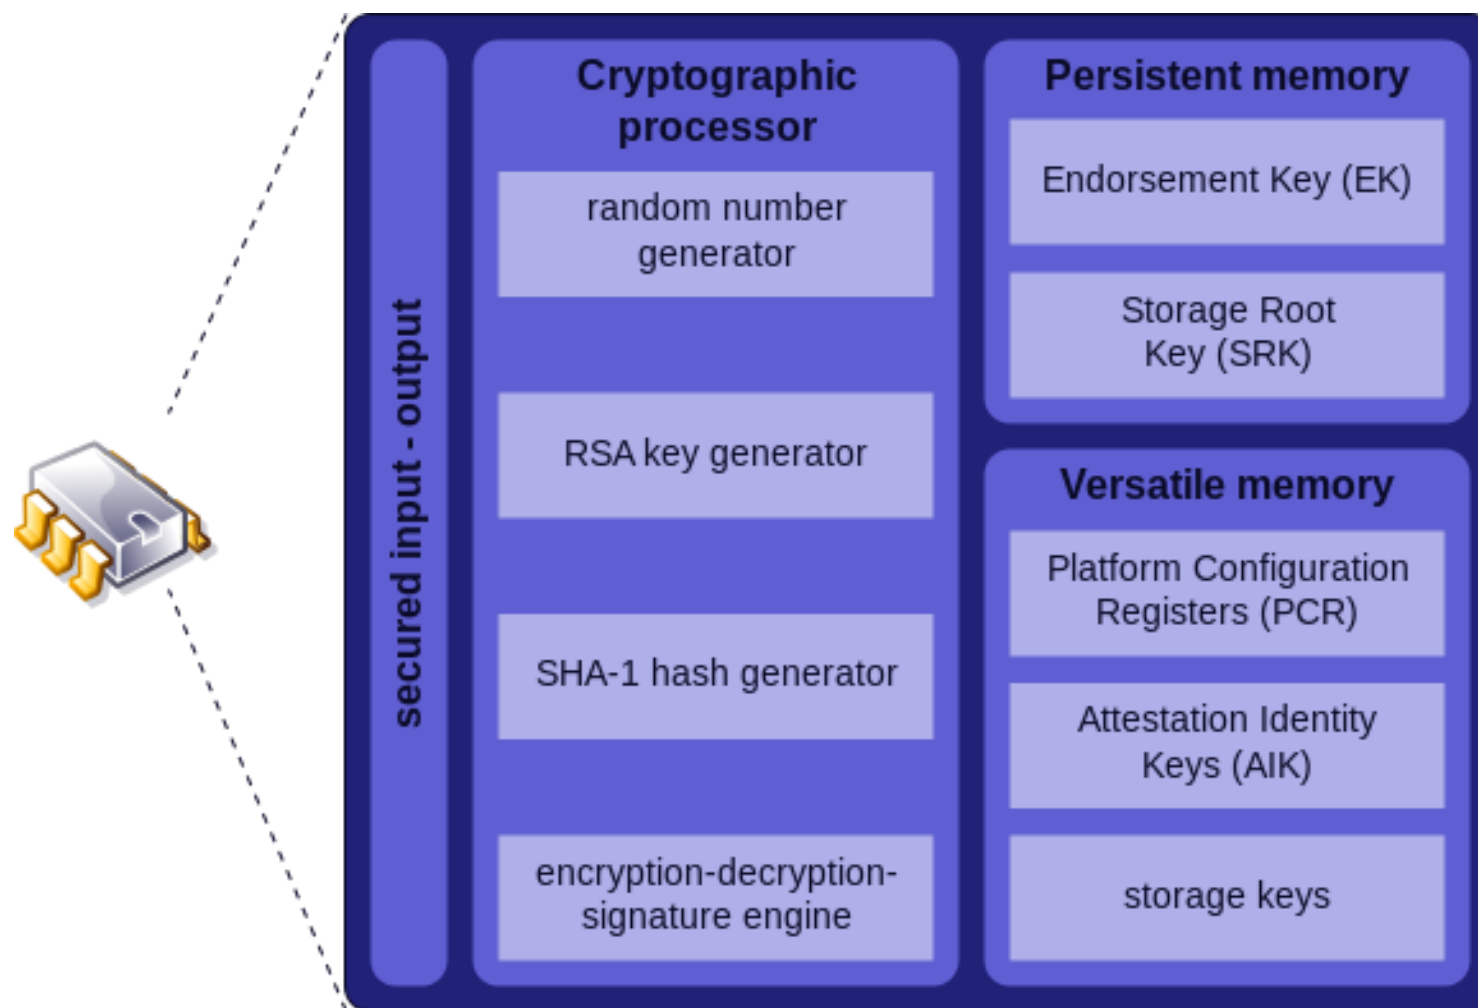 secured input - output
Cryptographic
processor
random number
generator
RSA key generator
SHA-1 hash generator
encryption-decryption-
signature engine
Persistent memory
Endorsement Key (EK)
Storage Root
Key (SRK)
Versatile memory
Platform Configuration
Registers (PCR)
Attestation Identity
Keys (AIK)
storage keys